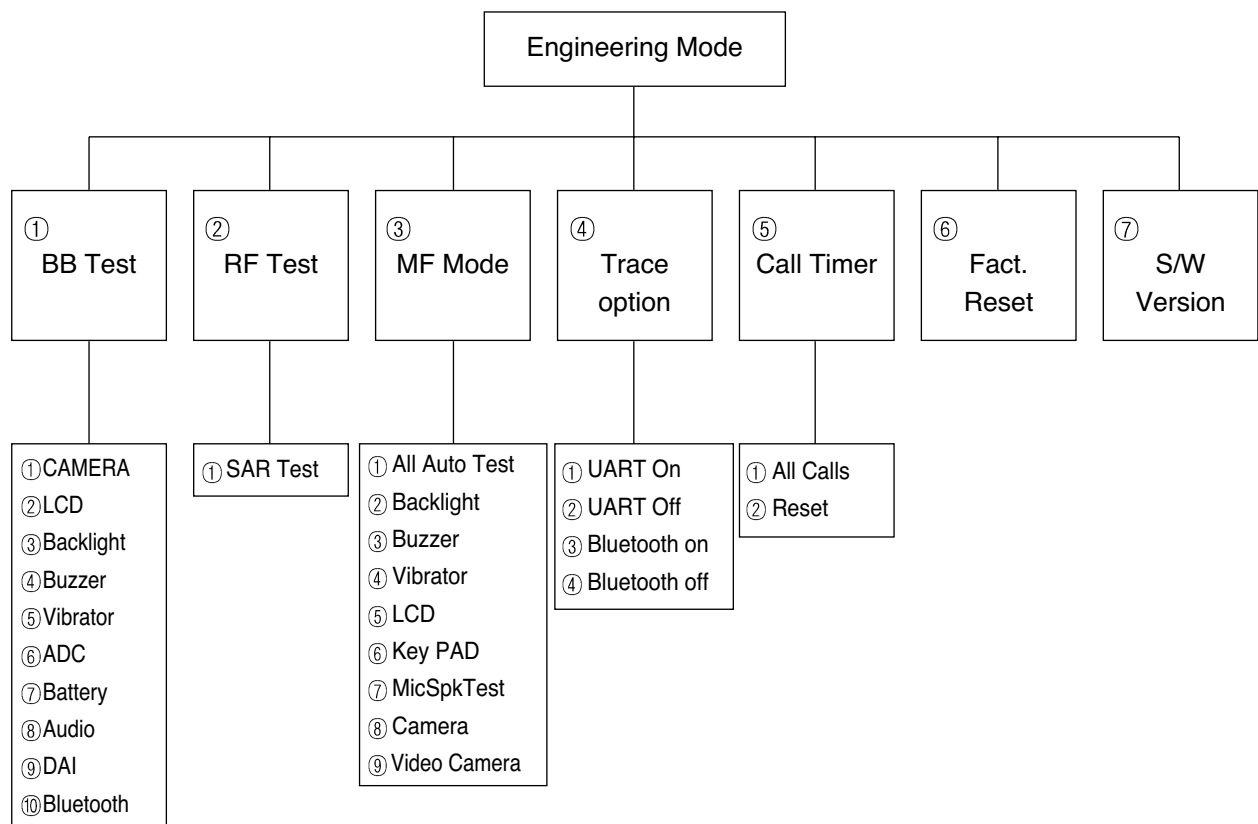 Engineering Mode
①
BB Test
②
RF Test
③
MF Mode
④
Trace
option
⑤
Call Timer
⑥
Fact.
Reset
⑦
S/W
Version
①CAMERA
②LCD
③Backlight
④Buzzer
⑤Vibrator
⑥ADC
⑦Battery
⑧Audio
⑨DAI
⑩Bluetooth
① SAR Test
① All Auto Test
② Backlight
③ Buzzer
④ Vibrator
⑤ LCD
⑥ Key PAD
⑦ MicSpkTest
⑧ Camera
⑨ Video Camera
① UART On
② UART Off
③ Bluetooth on
④ Bluetooth off
① All Calls
② Reset